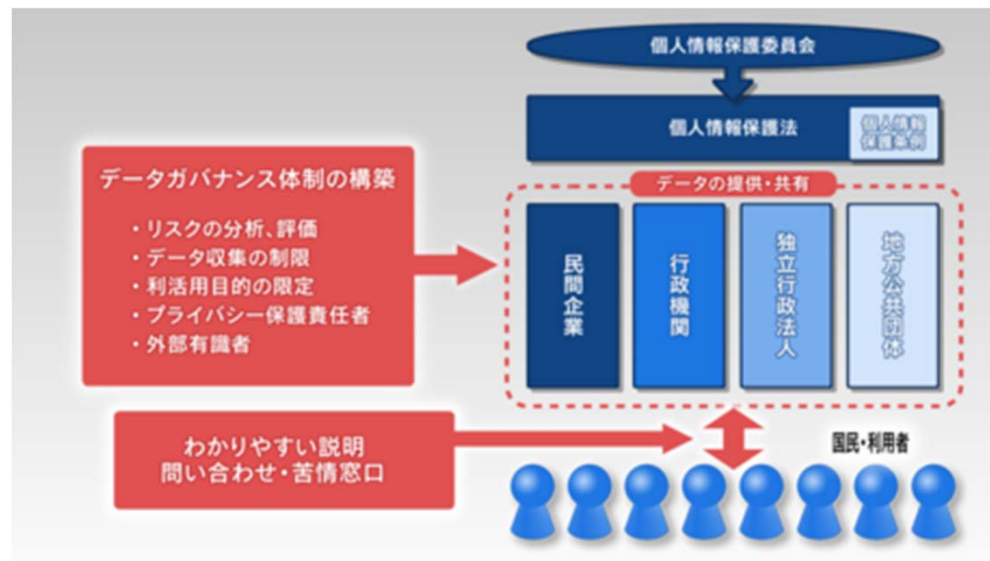 個人情報保護委員会
個人情報保護法
個人情報
保護条例
データの提供・共有
民間企業
行政機関
独立行政法人
地方公共団体
データガバナンス体制の構築
・リスクの分析、評価
・データ収集の制限
・利活用目的の限定
・プライバシー保護責任者
・外部有識者
わかりやすい説明
問い合わせ・苦情窓口
国民・利用者